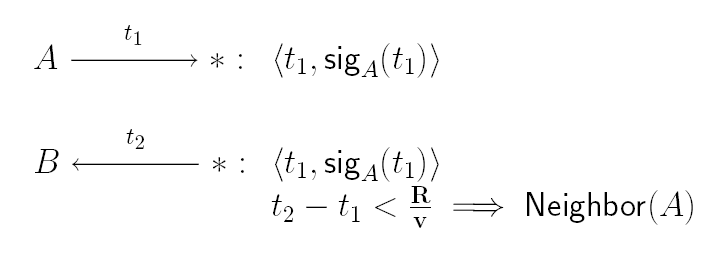 t₁
A ⟶ * : ⟨t₁, sig_A(t₁)⟩
t₂
B ⟵ * : ⟨t₁, sig_A(t₁)⟩
t₂ − t₁ < R/v ⟹ Neighbor(A)